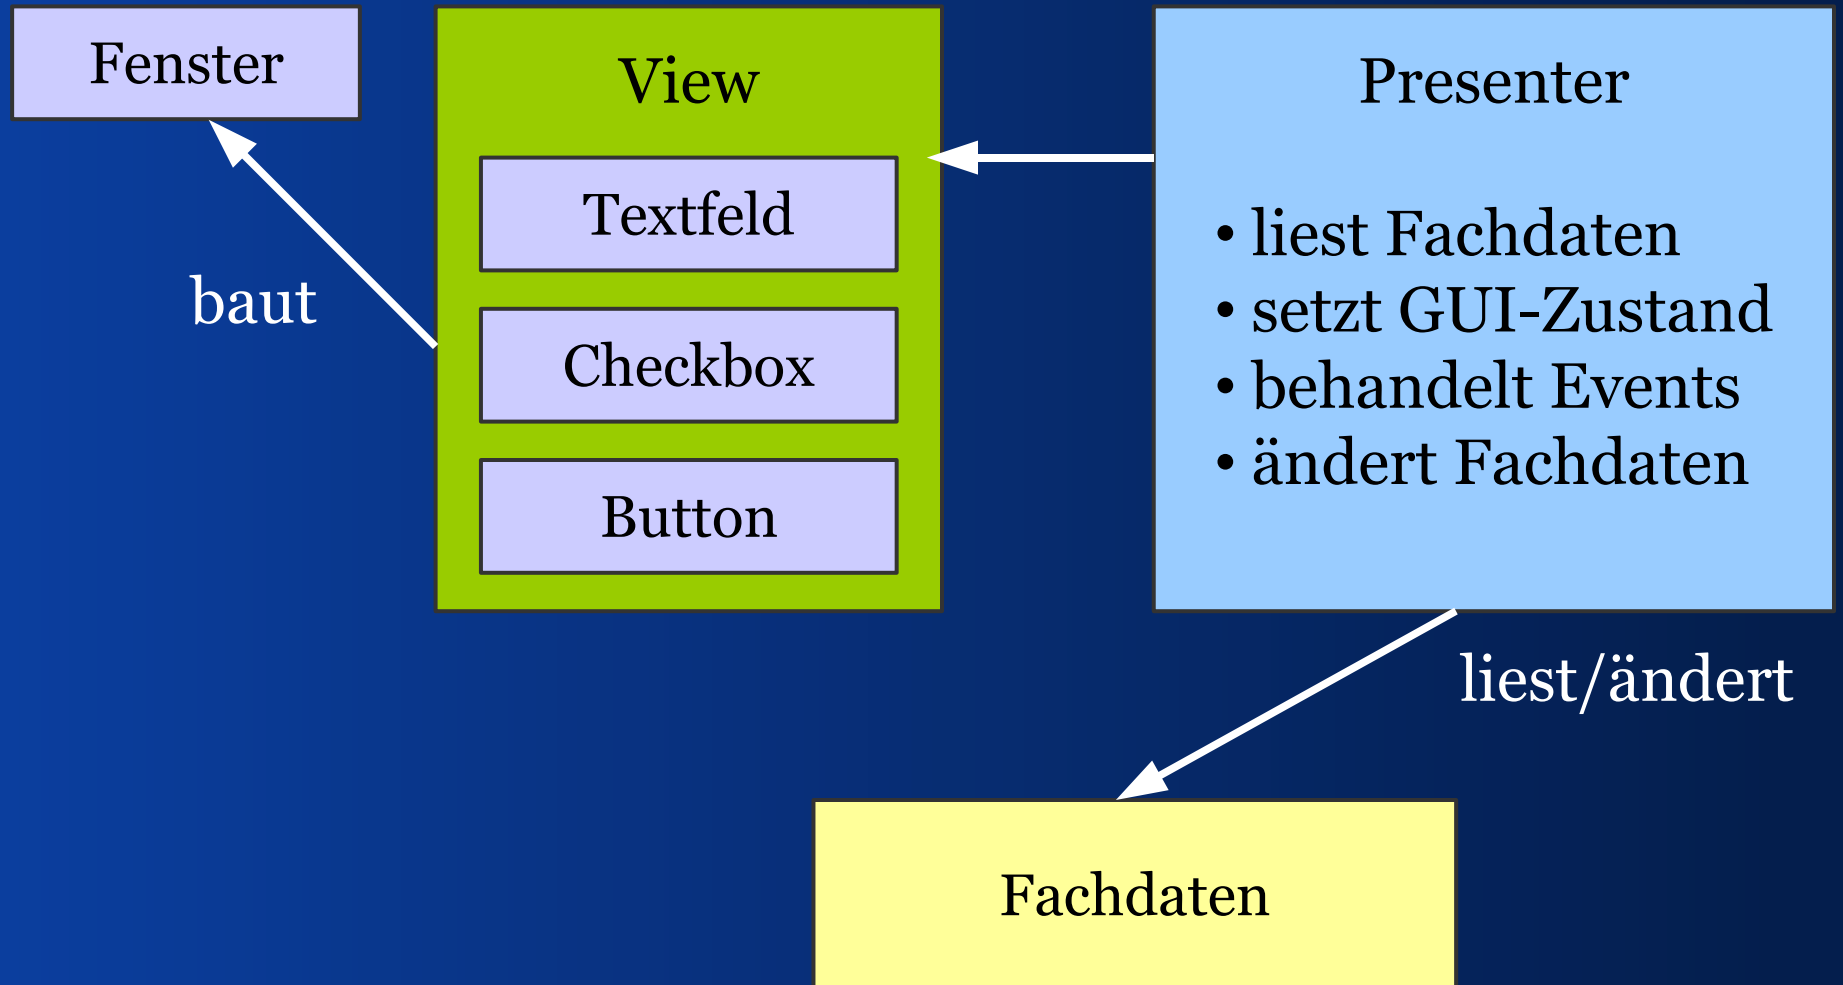 Fenster
View
Presenter
Textfeld
Checkbox
Button
baut
• liest Fachdaten
• setzt GUI-Zustand
• behandelt Events
• ändert Fachdaten
liest/ändert
Fachdaten